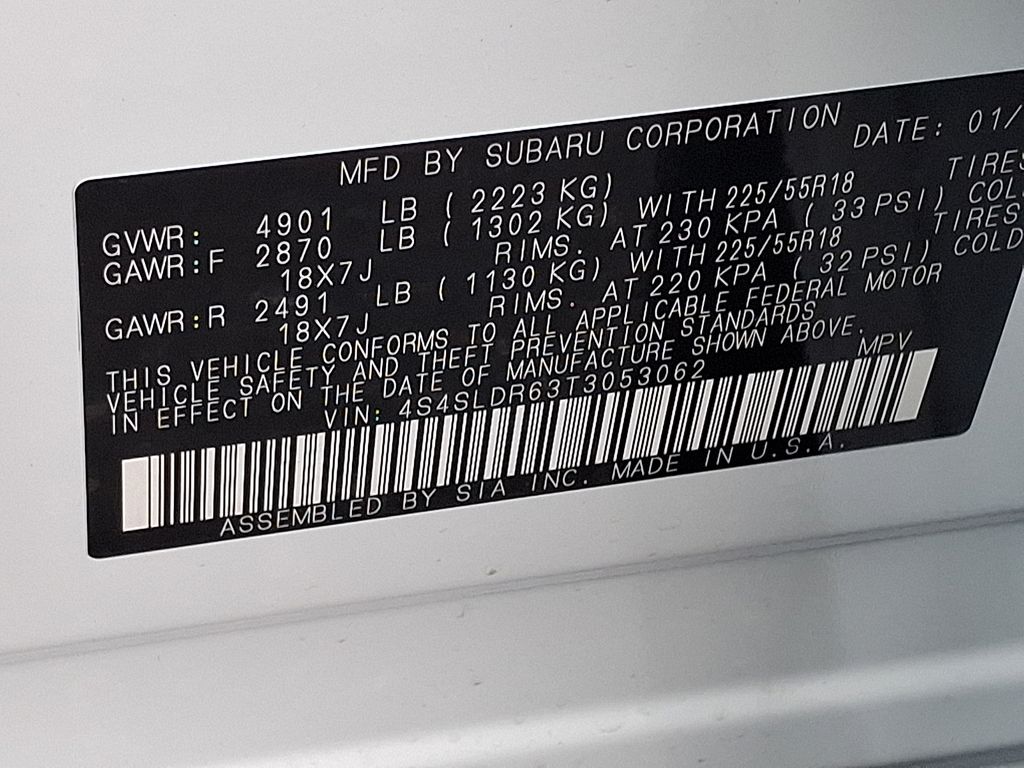 MFD BY SUBARU CORPORATION DATE: 01/
GVWR: 4901 LB ( 2223 KG)
GAWR:F 2870 LB ( 1302 KG) WITH 225/55R18 TIRES
18X7J RIMS. AT 230 KPA ( 33 PSI) COL
GAWR:R 2491 LB ( 1130 KG) WITH 225/55R18 TIRES
18X7J RIMS. AT 220 KPA ( 32 PSI) COLD
THIS VEHICLE CONFORMS TO ALL APPLICABLE FEDERAL MOTOR
VEHICLE SAFETY AND THEFT PREVENTION STANDARDS
IN EFFECT ON THE DATE OF MANUFACTURE SHOWN ABOVE.
VIN: 4S4SLDR63T3053062 MPV
ASSEMBLED BY SIA INC. MADE IN U.S.A.